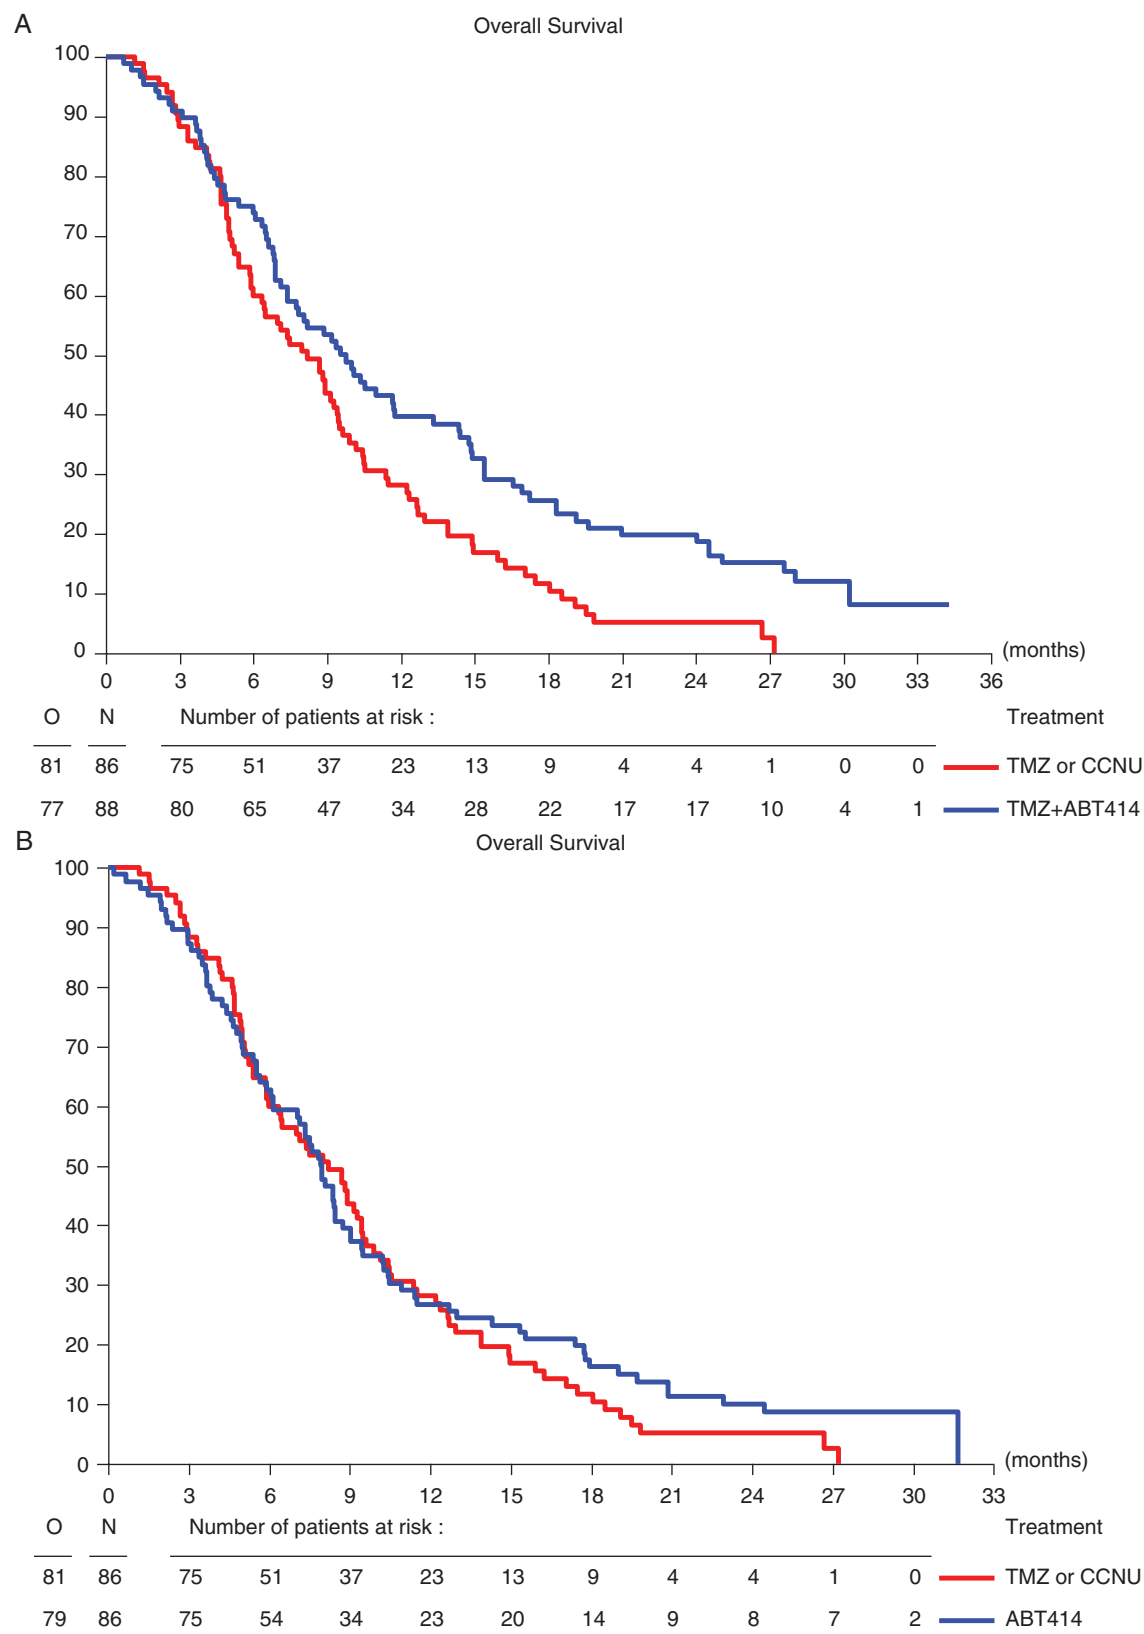 A
Overall Survival
100
90
80
70
60
50
40
30
20
10
0
(months)
0 3 6 9 12 15 18 21 24 27 30 33 36
O N Number of patients at risk : Treatment
81 86 75 51 37 23 13 9 4 4 1 0 0 TMZ or CCNU
77 88 80 65 47 34 28 22 17 17 10 4 1 TMZ+ABT414
B
Overall Survival
100
90
80
70
60
50
40
30
20
10
0
(months)
0 3 6 9 12 15 18 21 24 27 30 33
O N Number of patients at risk : Treatment
81 86 75 51 37 23 13 9 4 4 1 0 TMZ or CCNU
79 86 75 54 34 23 20 14 9 8 7 2 ABT414